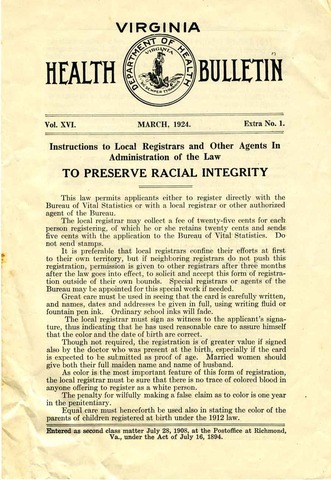 VIRGINIA
HEALTH BULLETIN
DEPARTMENT OF HEALTH
VIRGINIA
Vol. XVI. MARCH, 1924. Extra No. 1.
Instructions to Local Registrars and Other Agents In
Administration of the Law
TO PRESERVE RACIAL INTEGRITY
This law permits applicants either to register directly with the
Bureau of Vital Statistics or with a local registrar or other authorized
agent of the Bureau.
The local registrar may collect a fee of twenty-five cents for each
person registering, of which he or she retains twenty cents and sends
five cents with the application to the Bureau of Vital Statistics. Do
not send stamps.
It is preferable that local registrars confine their efforts at first
to their own territory, but if neighboring registrars do not push this
registration, permission is given to other registrars after three months
after the law goes into effect, to solicit and accept this form of registra-
tion outside of their own bounds. Special registrars or agents of the
Bureau may be appointed for this special work if needed.
Great care must be used in seeing that the card is carefully written,
and names, dates and addresses be given in full, using writing fluid or
fountain pen ink. Ordinary school inks will fade.
The local registrar must sign as witness to the applicant's signa-
ture, thus indicating that he has used reasonable care to assure himself
that the color and date of birth are correct.
Though not required, the registration is of greater value if signed
also by the doctor who was present at the birth, especially if the card
is expected to be submitted as proof of age. Married women should
give both their full maiden name and name of husband.
As color is the most important feature of this form of registration,
the local registrar must be sure that there is no trace of colored blood in
anyone offering to register as a white person.
The penalty for wilfully making a false claim as to color is one year
in the penitentiary.
Equal care must henceforth be used also in stating the color of the
parents of children registered at birth under the 1912 law.
Entered as second class matter July 28, 1908, at the Postoffice at Richmond,
Va., under the Act of July 16, 1894.